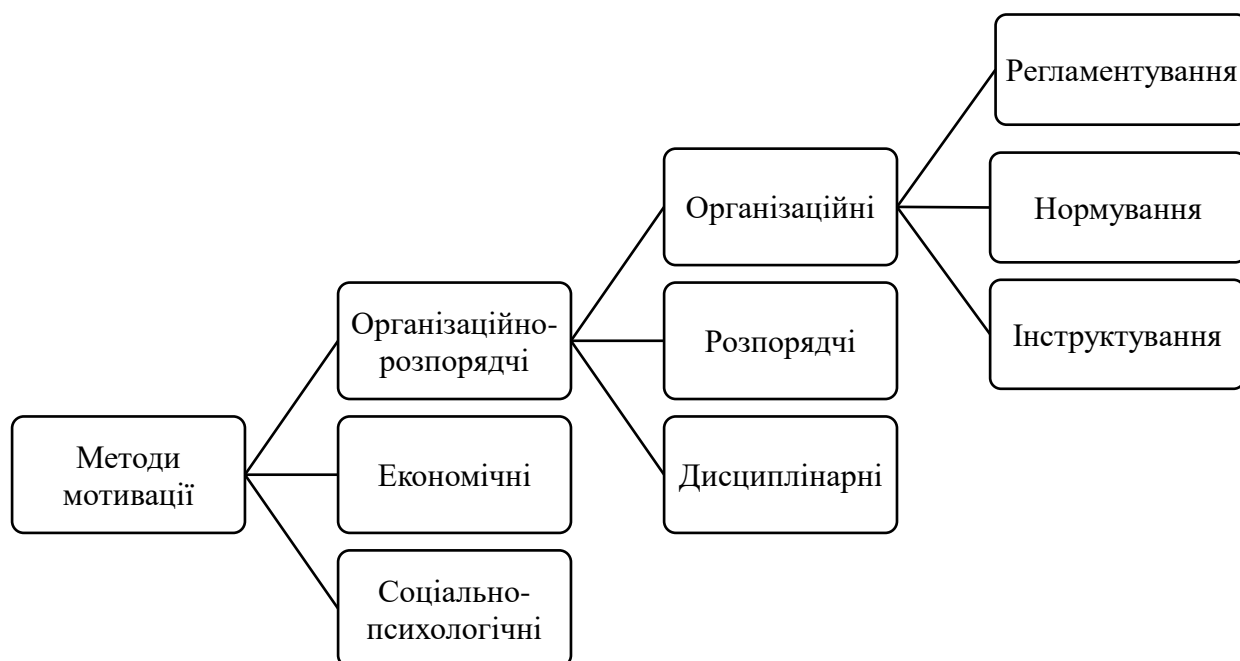 Методи
мотивації
Організаційно-
розпорядчі
Економічні
Соціально-
психологічні
Організаційні
Розпорядчі
Дисциплінарні
Регламентування
Нормування
Інструктування